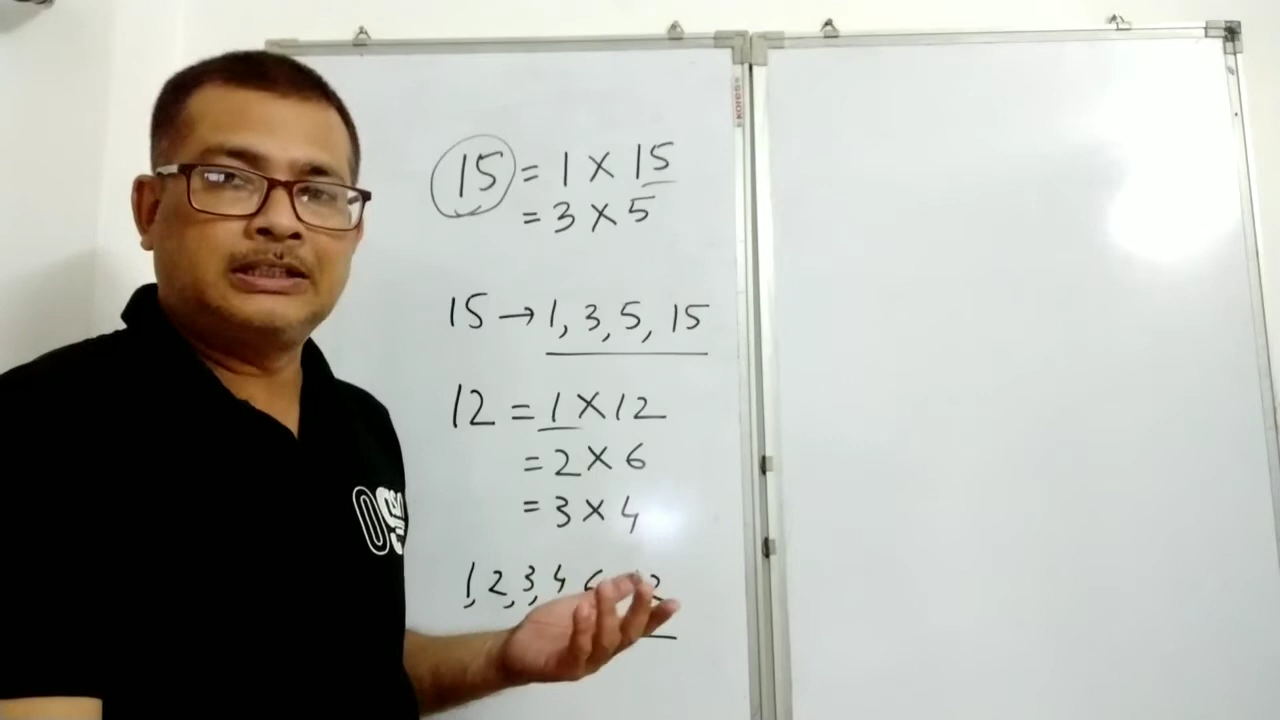 15 = 1 × 15
= 3 × 5
15 → 1, 3, 5, 15
12 = 1 × 12
= 2 × 6
= 3 × 4
1, 2, 3, 4
kores